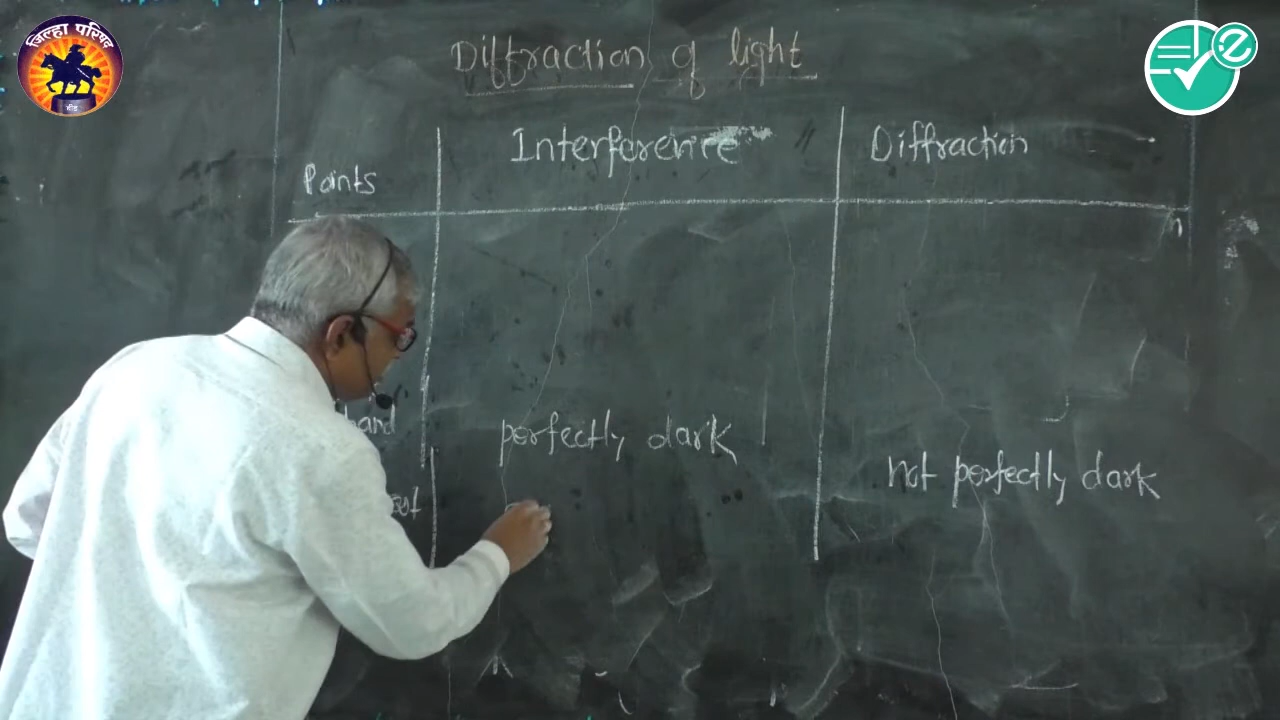 जिल्हा परिषद
बीड
Diffraction of light
Points Interference Diffraction
band perfectly dark not perfectly dark